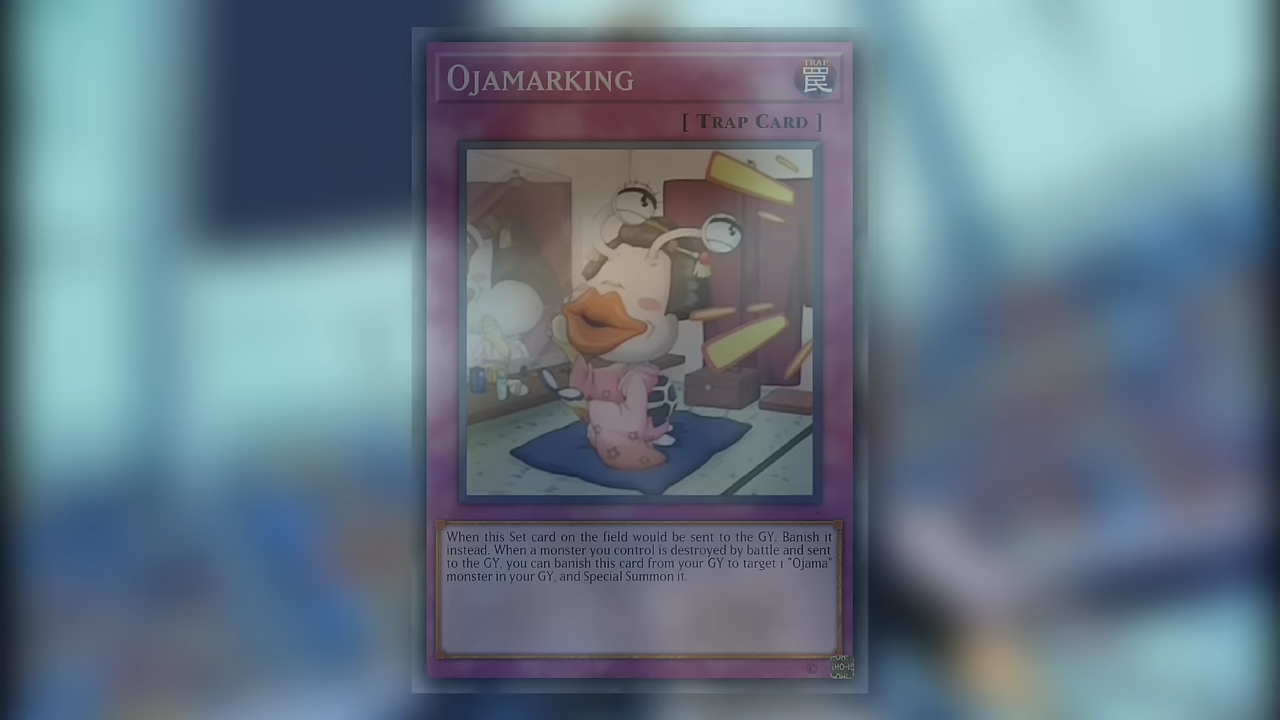 Ojamarking
TRAP
罠
[ Trap Card ]
When this Set card on the field would be sent to the GY. Banish it
instead. When a monster you control is destroyed by battle and sent
to the GY, you can banish this card from your GY to target 1 "Ojama"
monster in your GY, and Special Summon it.
©